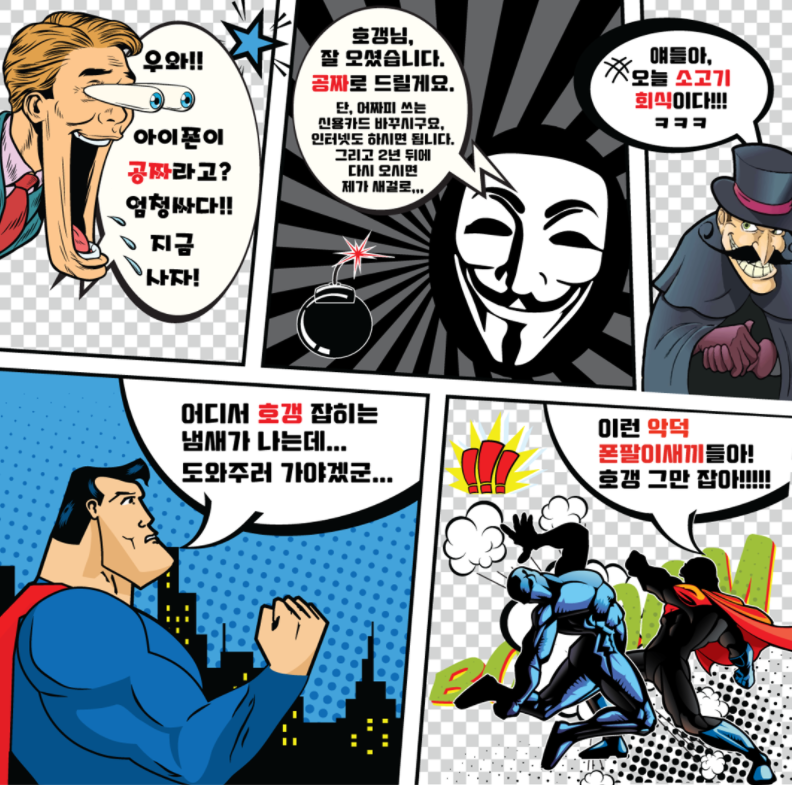 우와!!
아이폰이
공짜라고?
엄청싸다!!
지금
사자!
호갱님,
잘 오셨습니다.
공짜로 드릴게요.
단, 어짜미 쓰는
신용카드 바꾸시구요,
인터넷도 하시면 됩니다.
그리고 2년 뒤에
다시 오시면
제가 새걸로,,,
얘들아,
오늘 소고기
회식이다!!!
ㅋㅋㅋ
어디서 호갱 잡히는
냄새가 나는데...
도와주러 가야겠군...
이런 악덕
폰팔이새끼들아!
호갱 그만 잡아!!!!!
!!!
BOOM